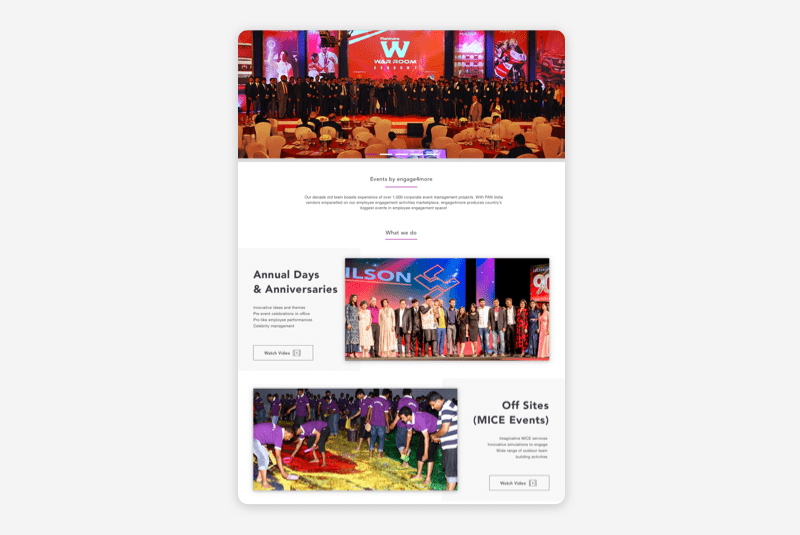 Mahindra
W
WAR ROOM
Events by engage4more
Our decade old team boasts experience of over 1,000 corporate event management projects. With PAN India
vendors empanelled on our employee engagement activities marketplace, engage4more produces country's
biggest events in employee engagement space!
What we do
Annual Days
& Anniversaries
Innovative ideas and themes
Pre event celebrations in office
Pro-like employee performances
Celebrity management
Watch Video
ILSON
Off Sites
(MICE Events)
Imaginative MICE services
Innovative simulations to engage
Wide range of outdoor team
building activities
Watch Video